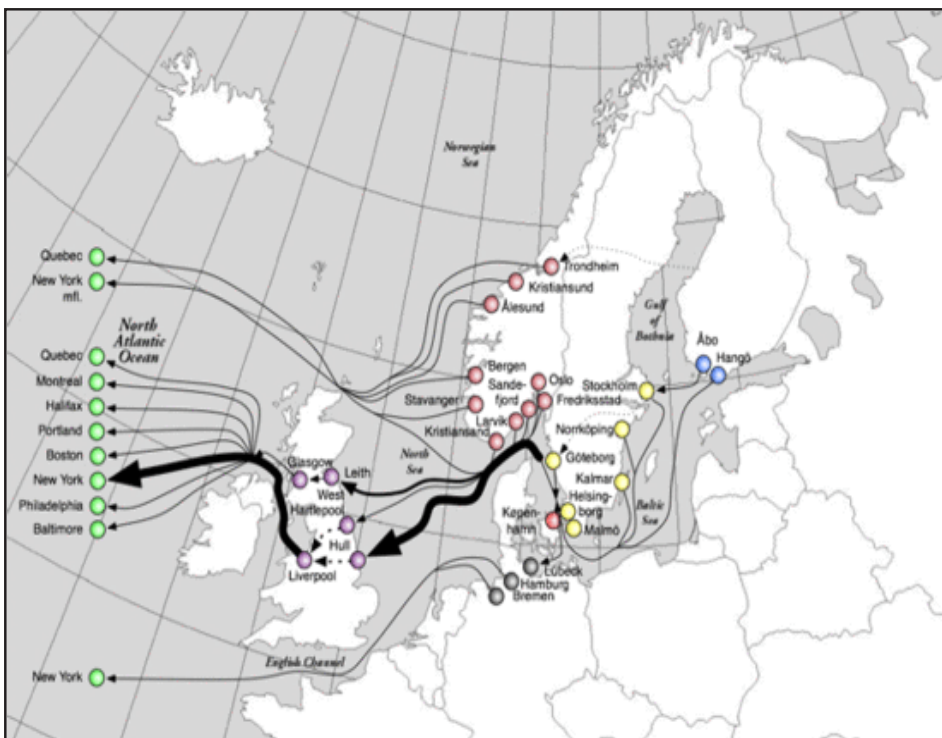 Norwegian
Sea
Quebec
New York
mfl.
North
Atlantic
Ocean
Quebec
Montreal
Halifax
Portland
Boston
New York
Philadelphia
Baltimore
New York
Trondheim
Kristiansund
Ålesund
Gulf
of
Bothnia
Åbo
Hangö
Bergen
Sande-
fjord
Oslo
Fredriksstad
Stockholm
Stavanger
Larvik
Kristiansand
Norrköping
North
Sea
Göteborg
Glasgow
Leith
West
Hartlepool
Kalmar
Helsing-
borg
Baltic
Sea
Køpen-
hamn
Malmö
Hull
Liverpool
Lübeck
Hamburg
Bremen
English Channel